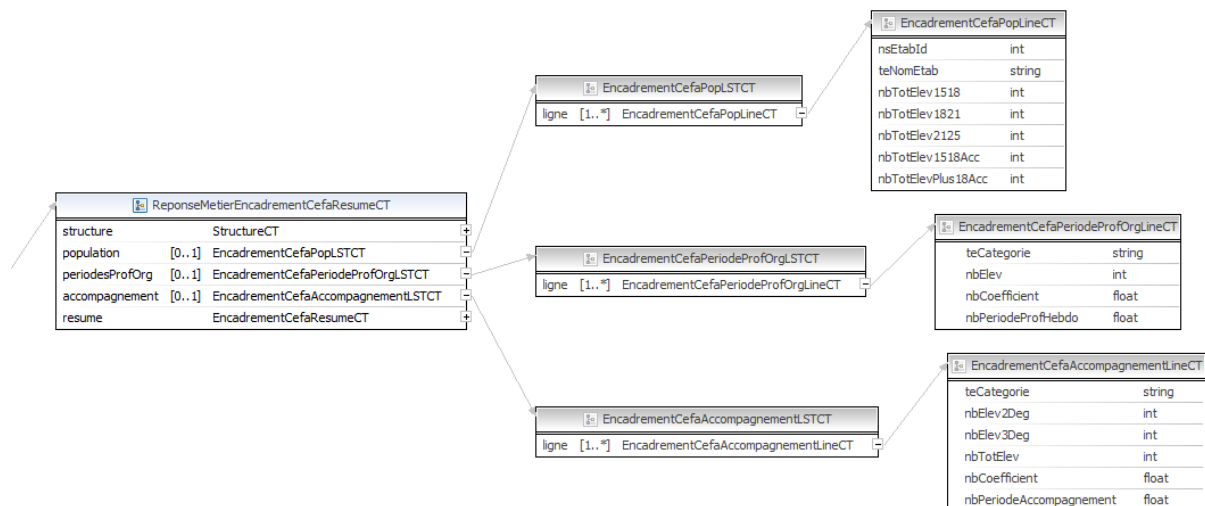 EncadrementCefaPopLineCT
nsEtabId int
teNomEtab string
nbTotElev1518 int
nbTotElev1821 int
nbTotElev2125 int
nbTotElev1518Acc int
nbTotElevPlus18Acc int
EncadrementCefaPopLSTCT
ligne [1..*] EncadrementCefaPopLineCT
ReponseMetierEncadrementCefaResumeCT
structure StructureCT
population [0..1] EncadrementCefaPopLSTCT
periodesProfOrg [0..1] EncadrementCefaPeriodeProfOrgLSTCT
accompagnement [0..1] EncadrementCefaAccompagnementLSTCT
resume EncadrementCefaResumeCT
EncadrementCefaPeriodeProfOrgLSTCT
ligne [1..*] EncadrementCefaPeriodeProfOrgLineCT
EncadrementCefaPeriodeProfOrgLineCT
teCategorie string
nbElev int
nbCoefficient float
nbPeriodeProfHebdo float
EncadrementCefaAccompagnementLSTCT
ligne [1..*] EncadrementCefaAccompagnementLineCT
EncadrementCefaAccompagnementLineCT
teCategorie string
nbElev2Deg int
nbElev3Deg int
nbTotElev int
nbCoefficient float
nbPeriodeAccompagnement float